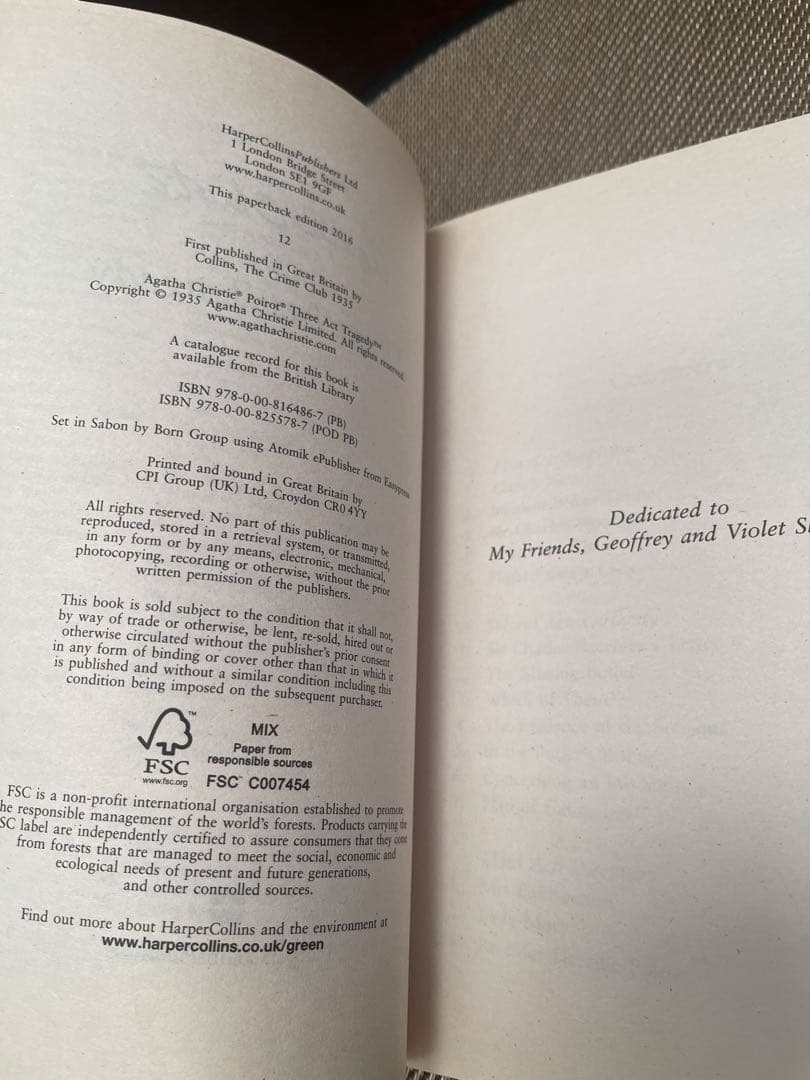 HarperCollinsPublishers Ltd
1 London Bridge Street
London SE1 9GF
www.harpercollins.co.uk
This paperback edition 2016
12
First published in Great Britain by
Collins, The Crime Club 1935
Agatha Christie® Poirot® Three Act Tragedy™
Copyright © 1935 Agatha Christie Limited. All rights reserved.
www.agathachristie.com
A catalogue record for this book is
available from the British Library
ISBN 978-0-00-816486-7 (PB)
ISBN 978-0-00-825578-7 (POD PB)
Set in Sabon by Born Group using Atomik ePublisher from Easypress
Printed and bound in Great Britain by
CPI Group (UK) Ltd, Croydon CR0 4YY
All rights reserved. No part of this publication may be
reproduced, stored in a retrieval system, or transmitted,
in any form or by any means, electronic, mechanical,
photocopying, recording or otherwise, without the prior
written permission of the publishers.
This book is sold subject to the condition that it shall not,
by way of trade or otherwise, be lent, re-sold, hired out or
otherwise circulated without the publisher's prior consent
in any form of binding or cover other than that in which it
is published and without a similar condition including this
condition being imposed on the subsequent purchaser.
FSC
www.fsc.org
™
MIX
Paper from
responsible sources
FSC™ C007454
FSC is a non-profit international organisation established to promote
he responsible management of the world's forests. Products carrying the
SC label are independently certified to assure consumers that they come
from forests that are managed to meet the social, economic and
ecological needs of present and future generations,
and other controlled sources.
Find out more about HarperCollins and the environment at
www.harpercollins.co.uk/green
Dedicated to
My Friends, Geoffrey and Violet